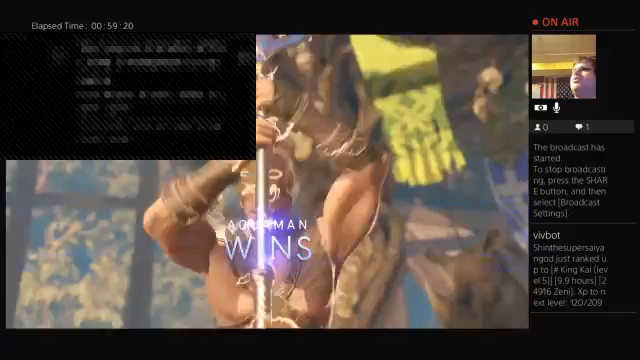 Elapsed Time : 00 : 59 : 20
ON AIR
0
1
The broadcast has
started.
To stop broadcasti
ng, press the SHAR
E button, and then
select [Broadcast
Settings].
vivbot
Shinthesupersaiya
ngod just ranked u
p to [# King Kai (lev
el 5)] [9.9 hours] [2
4916 Zeni]. Xp to n
ext level: 120/209
AQUAMAN
WINS